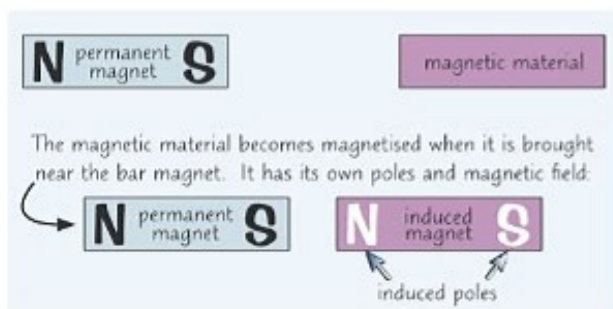 N permanent magnet S
magnetic material
The magnetic material becomes magnetised when it is brought
near the bar magnet. It has its own poles and magnetic field:
N permanent magnet S
N induced magnet S
induced poles